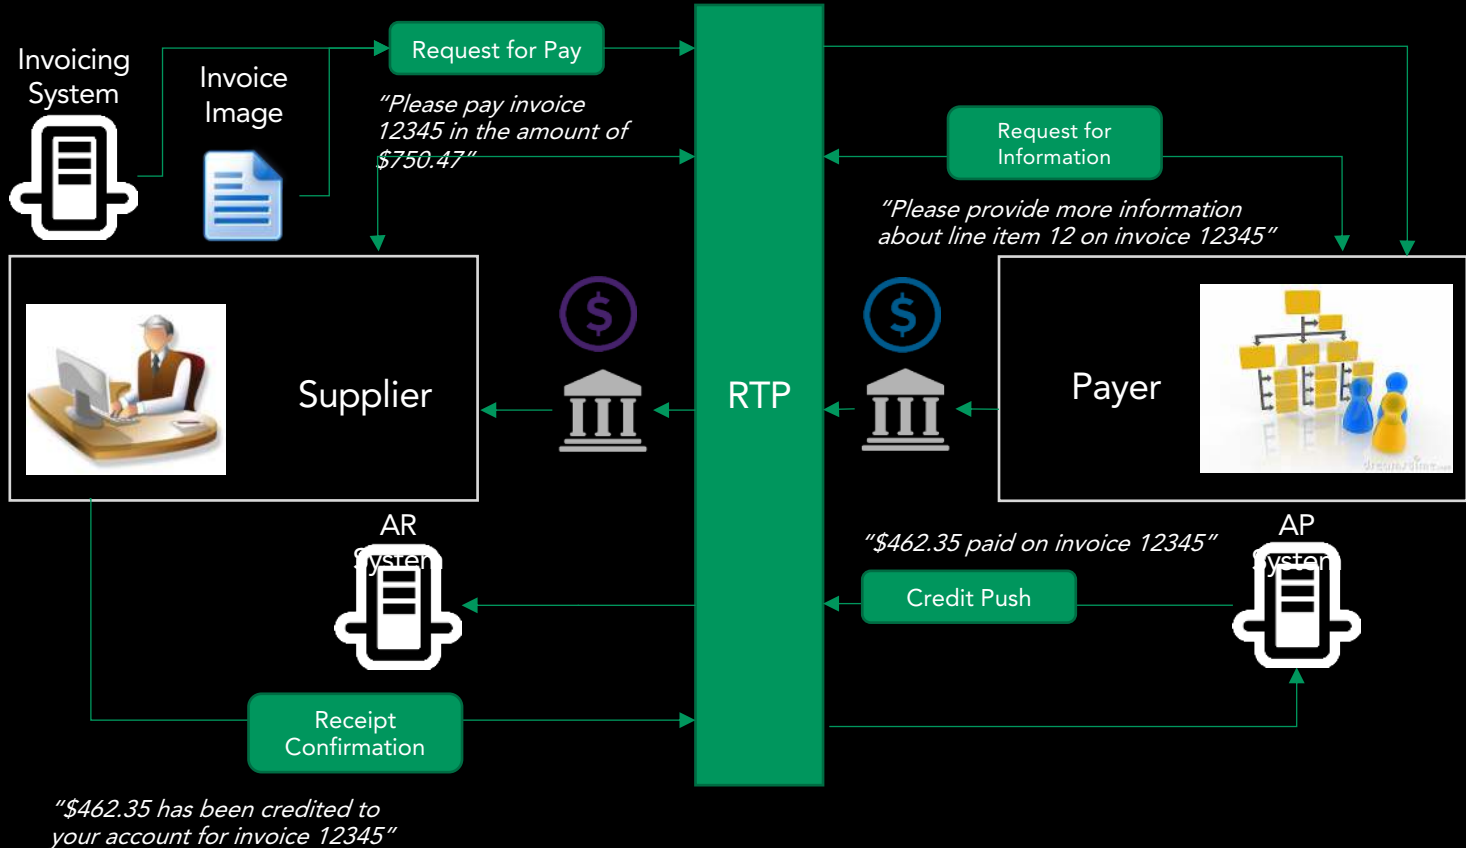 Invoicing
System
Invoice
Image
Request for Pay
“Please pay invoice
12345 in the amount of
$750.47”
Request for
Information
“Please provide more information
about line item 12 on invoice 12345”
$
$
Supplier
RTP
Payer
dreamstime
AR
System
“$462.35 paid on invoice 12345”
AP
System
Credit Push
Receipt
Confirmation
“$462.35 has been credited to
your account for invoice 12345”